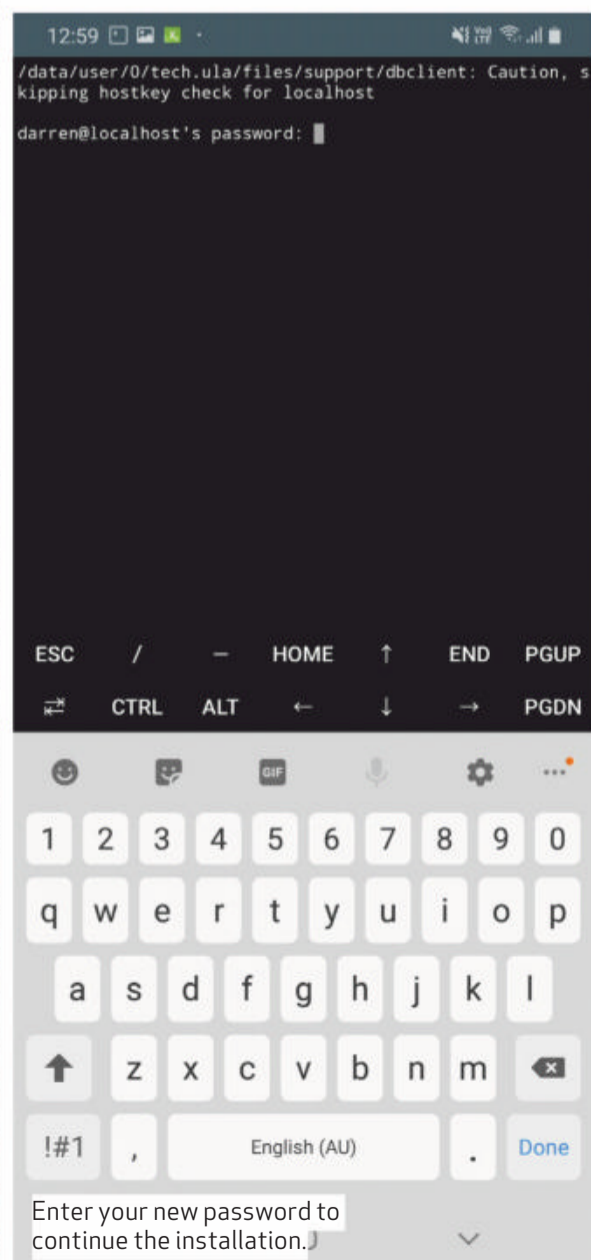 12:59
/data/user/0/tech.ula/files/support/dbclient: Caution, s
kipping hostkey check for localhost
darren@localhost's password:
ESC / — HOME ↑ END PGUP
CTRL ALT ← ↓ → PGDN
GIF
1 2 3 4 5 6 7 8 9 0
q w e r t y u i o p
a s d f g h j k l
z x c v b n m
!#1 , English (AU) . Done
Enter your new password to
continue the installation.